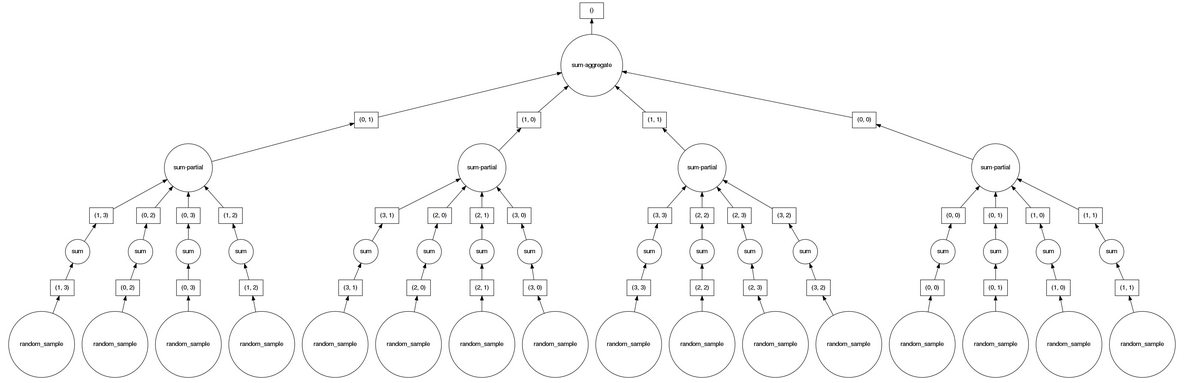 ()
sum-aggregate
(0, 1) (1, 0) (1, 1) (0, 0)
sum-partial sum-partial sum-partial sum-partial
(1, 3) (0, 2) (0, 3) (1, 2) (3, 1) (2, 0) (2, 1) (3, 0) (3, 3) (2, 2) (2, 3) (3, 2) (0, 0) (0, 1) (1, 0) (1, 1)
sum sum sum sum sum sum sum sum sum sum sum sum sum sum sum sum
(1, 3) (0, 2) (0, 3) (1, 2) (3, 1) (2, 0) (2, 1) (3, 0) (3, 3) (2, 2) (2, 3) (3, 2) (0, 0) (0, 1) (1, 0) (1, 1)
random_sample random_sample random_sample random_sample random_sample random_sample random_sample random_sample random_sample random_sample random_sample random_sample random_sample random_sample random_sample random_sample